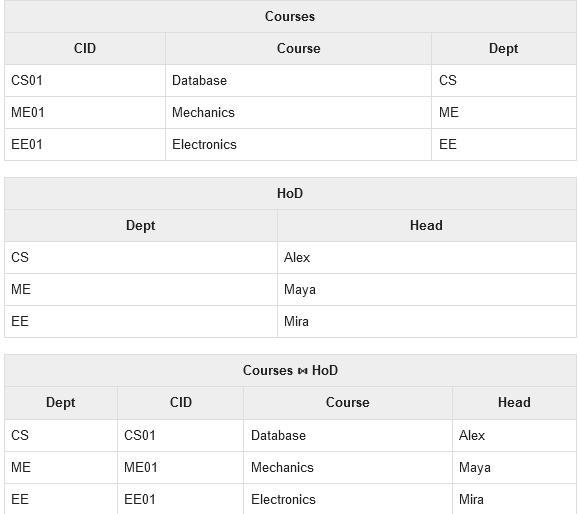 Courses
CID Course Dept
CS01 Database CS
ME01 Mechanics ME
EE01 Electronics EE
HoD
Dept Head
CS Alex
ME Maya
EE Mira
Courses ⋈ HoD
Dept CID Course Head
CS CS01 Database Alex
ME ME01 Mechanics Maya
EE EE01 Electronics Mira